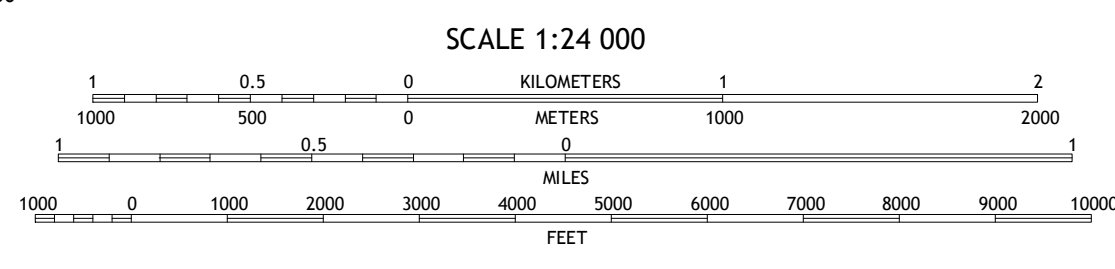 SCALE 1:24 000
1 0.5 0 KILOMETERS 1 2
1000 500 0 METERS 1000 2000
1 0.5 0 1
MILES
1000 0 1000 2000 3000 4000 5000 6000 7000 8000 9000 10000
FEET